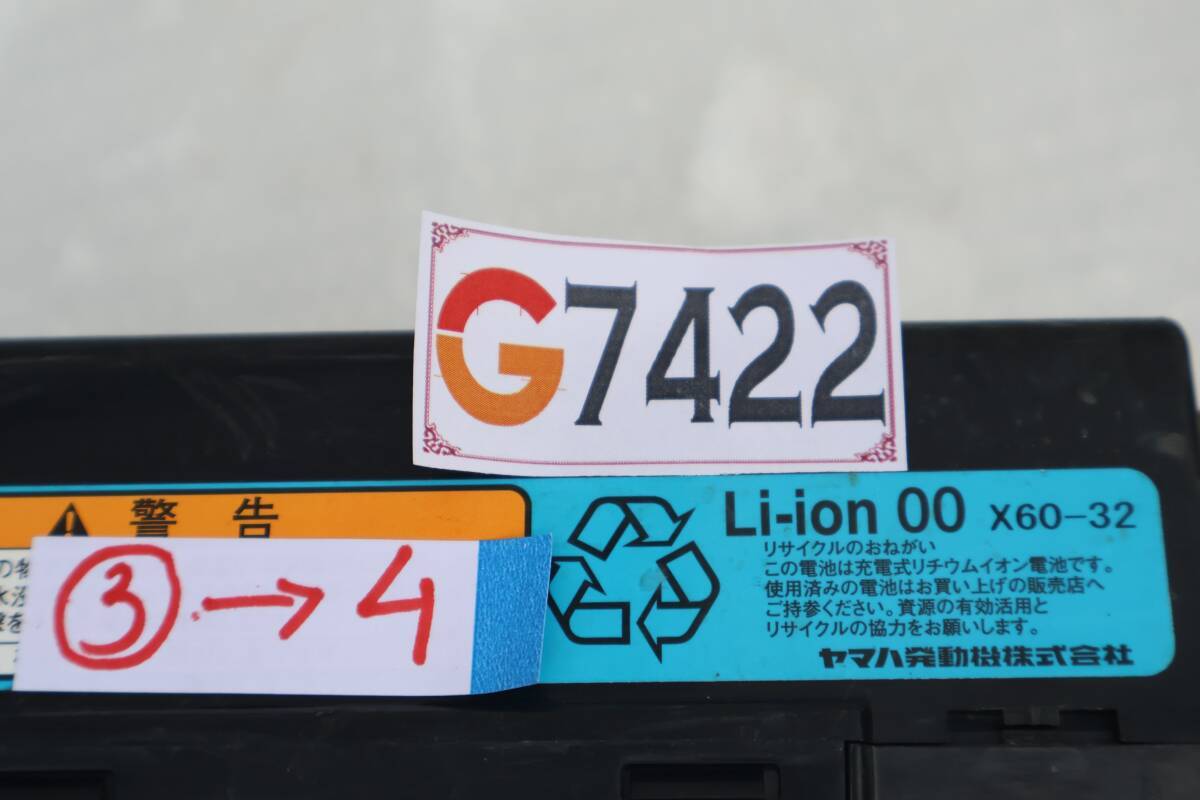 G7422
警告
③→4
Li-ion 00 X60-32
リサイクルのおねがい
この電池は充電式リチウムイオン電池です。
使用済みの電池はお買い上げの販売店へ
ご持参ください。資源の有効活用と
リサイクルの協力をお願いします。
ヤマハ発動機株式会社